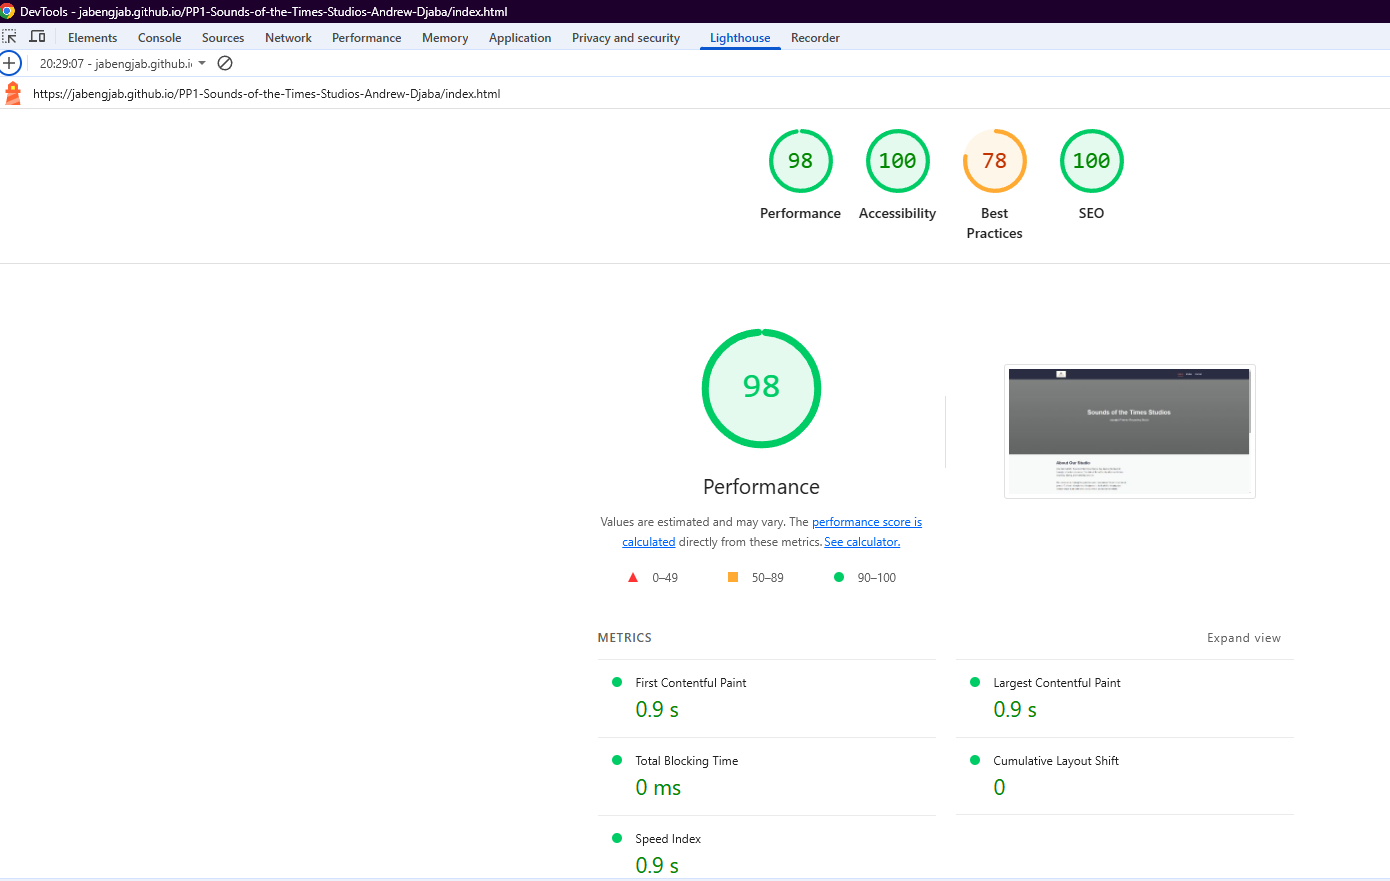 DevTools - jabengjab.github.io/PP1-Sounds-of-the-Times-Studios-Andrew-Djaba/index.html
Elements Console Sources Network Performance Memory Application Privacy and security Lighthouse Recorder
20:29:07 - jabengjab.github.i
https://jabengjab.github.io/PP1-Sounds-of-the-Times-Studios-Andrew-Djaba/index.html
98 100 78 100
Performance Accessibility Best Practices SEO
98
Performance
Values are estimated and may vary. The performance score is
calculated directly from these metrics. See calculator.
0–49 50–89 90–100
Sounds of the Times Studios
About Our Studio
METRICS Expand view
First Contentful Paint
0.9 s
Largest Contentful Paint
0.9 s
Total Blocking Time
0 ms
Cumulative Layout Shift
0
Speed Index
0.9 s